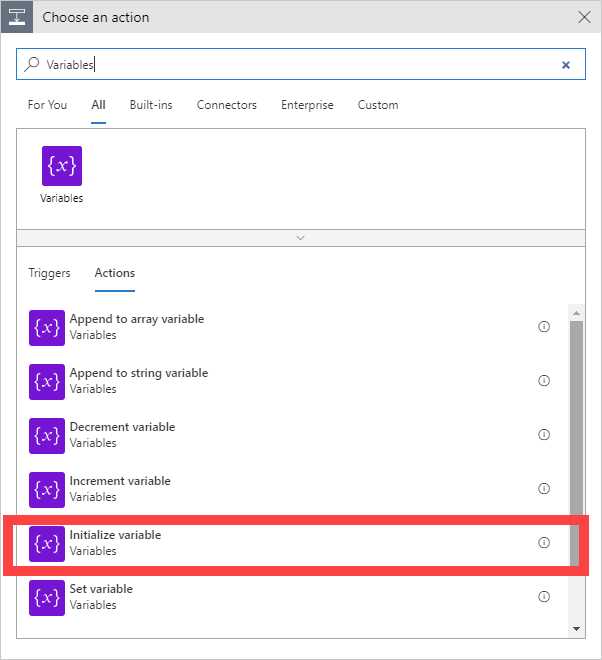 Choose an action
Variables
For You All Built-ins Connectors Enterprise Custom
{x}
Variables
Triggers Actions
{x} Append to array variable
Variables
{x} Append to string variable
Variables
{x} Decrement variable
Variables
{x} Increment variable
Variables
{x} Initialize variable
Variables
{x} Set variable
Variables